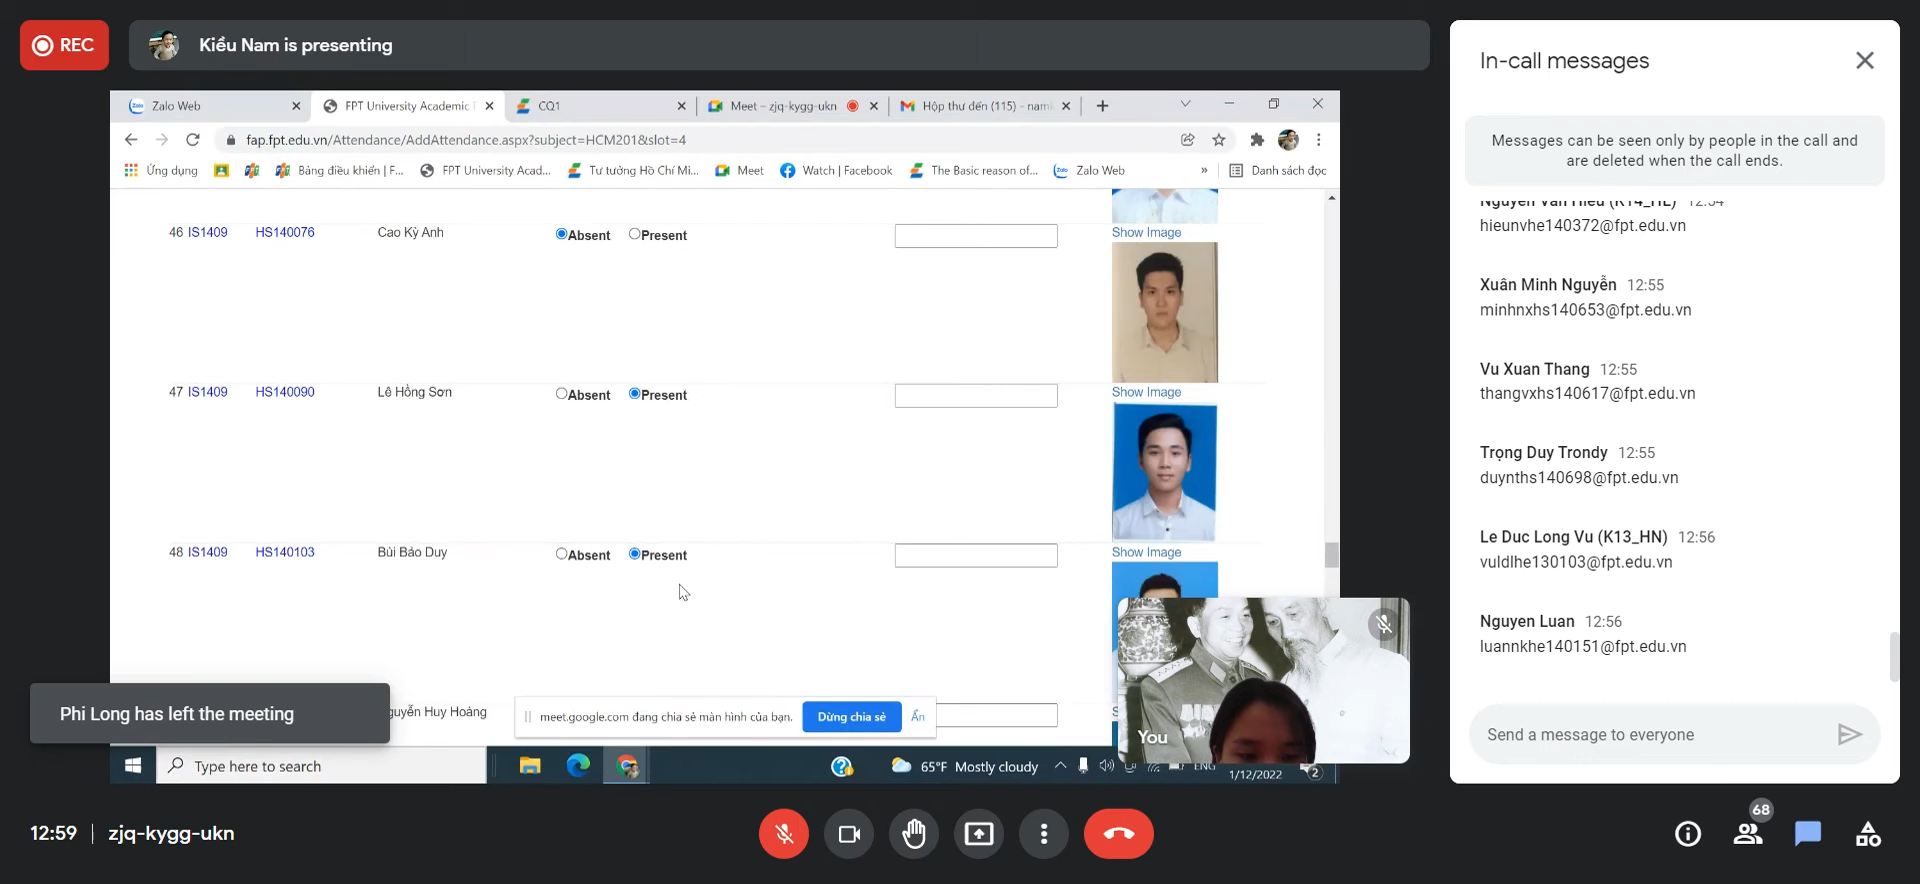 REC
Kiều Nam is presenting
Zalo Web
FPT University Academic
CQ1
Meet – zjq-kygg-ukn
Hộp thư đến (115) - nam
fap.fpt.edu.vn/Attendance/AddAttendance.aspx?subject=HCM201&slot=4
Ứng dụng
Bảng điều khiển | F...
FPT University Acad...
Tư tưởng Hồ Chí Mi...
Meet
Watch | Facebook
The Basic reason of...
Zalo Web
»
Danh sách đọc
46 IS1409 HS140076 Cao Kỳ Anh Absent Present Show Image
47 IS1409 HS140090 Lê Hồng Sơn Absent Present Show Image
48 IS1409 HS140103 Bùi Bảo Duy Absent Present Show Image
Huy Hoàng
meet.google.com đang chia sẻ màn hình của bạn. Dừng chia sẻ Ẩn
Phi Long has left the meeting
You
Type here to search
65°F Mostly cloudy
ENG
1/12/2022
2
In-call messages
Messages can be seen only by people in the call and
are deleted when the call ends.
Nguyen Van Hieu (K14_HL) 12:54
hieunvhe140372@fpt.edu.vn
Xuân Minh Nguyễn 12:55
minhnxhs140653@fpt.edu.vn
Vu Xuan Thang 12:55
thangvxhs140617@fpt.edu.vn
Trọng Duy Trondy 12:55
duynths140698@fpt.edu.vn
Le Duc Long Vu (K13_HN) 12:56
vuldlhe130103@fpt.edu.vn
Nguyen Luan 12:56
luannkhe140151@fpt.edu.vn
Send a message to everyone
12:59 | zjq-kygg-ukn
68